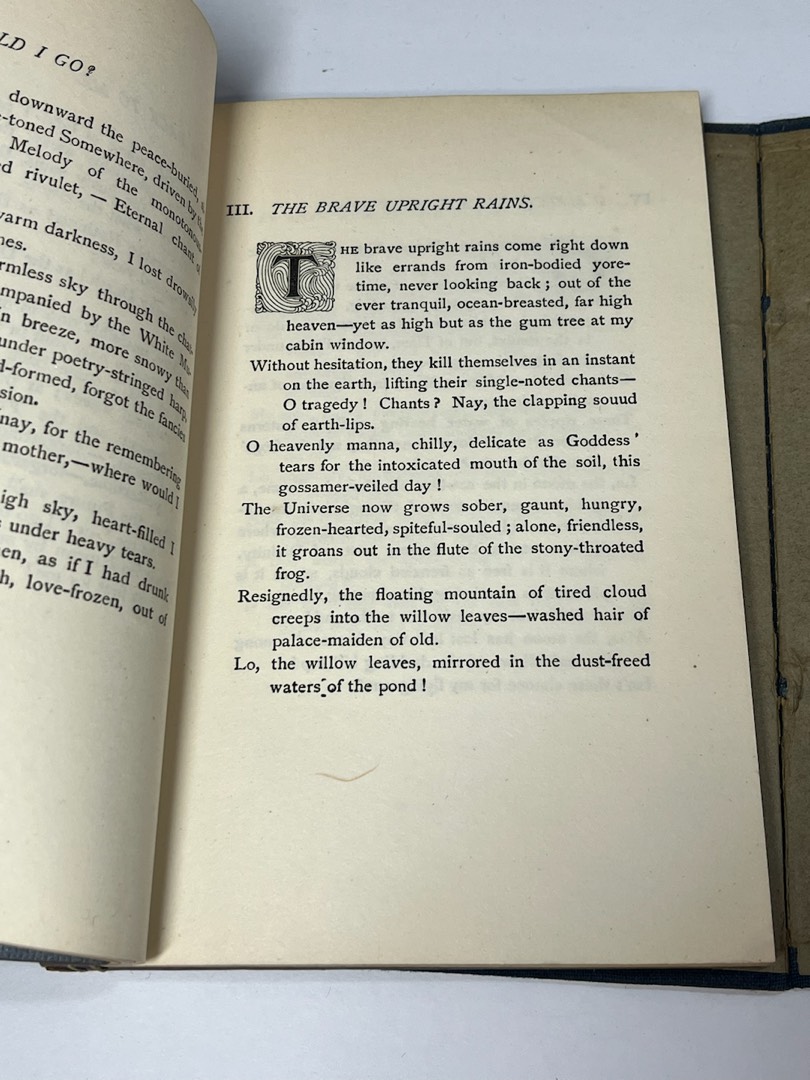 LD I GO?
downward the peace-buried,
-toned Somewhere, driven by the
Melody of the monotonous
d rivulet, — Eternal chant of
warm darkness, I lost drowsily
nes.
rmless sky through the
mpanied by the White
n breeze, more snowy than
under poetry-stringed harp,
d-formed, forgot the fancies
sion.
nay, for the remembering
mother,—where would I
igh sky, heart-filled I
under heavy tears.
en, as if I had drunk
h, love-frozen, out of
III. THE BRAVE UPRIGHT RAINS.
THE brave upright rains come right down
like errands from iron-bodied yore-
time, never looking back; out of the
ever tranquil, ocean-breasted, far high
heaven—yet as high but as the gum tree at my
cabin window.
Without hesitation, they kill themselves in an instant
on the earth, lifting their single-noted chants—
O tragedy! Chants? Nay, the clapping souud
of earth-lips.
O heavenly manna, chilly, delicate as Goddess'
tears for the intoxicated mouth of the soil, this
gossamer-veiled day!
The Universe now grows sober, gaunt, hungry,
frozen-hearted, spiteful-souled; alone, friendless,
it groans out in the flute of the stony-throated
frog.
Resignedly, the floating mountain of tired cloud
creeps into the willow leaves—washed hair of
palace-maiden of old.
Lo, the willow leaves, mirrored in the dust-freed
waters of the pond!